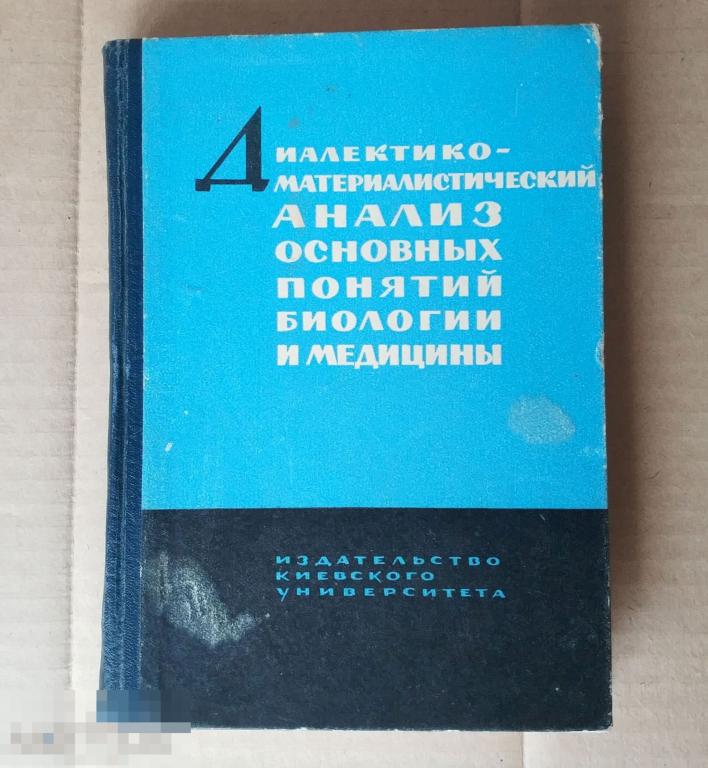 Диалектико-
материалистический
анализ
основных
понятий
биологии
и медицины
издательство
киевского
университета